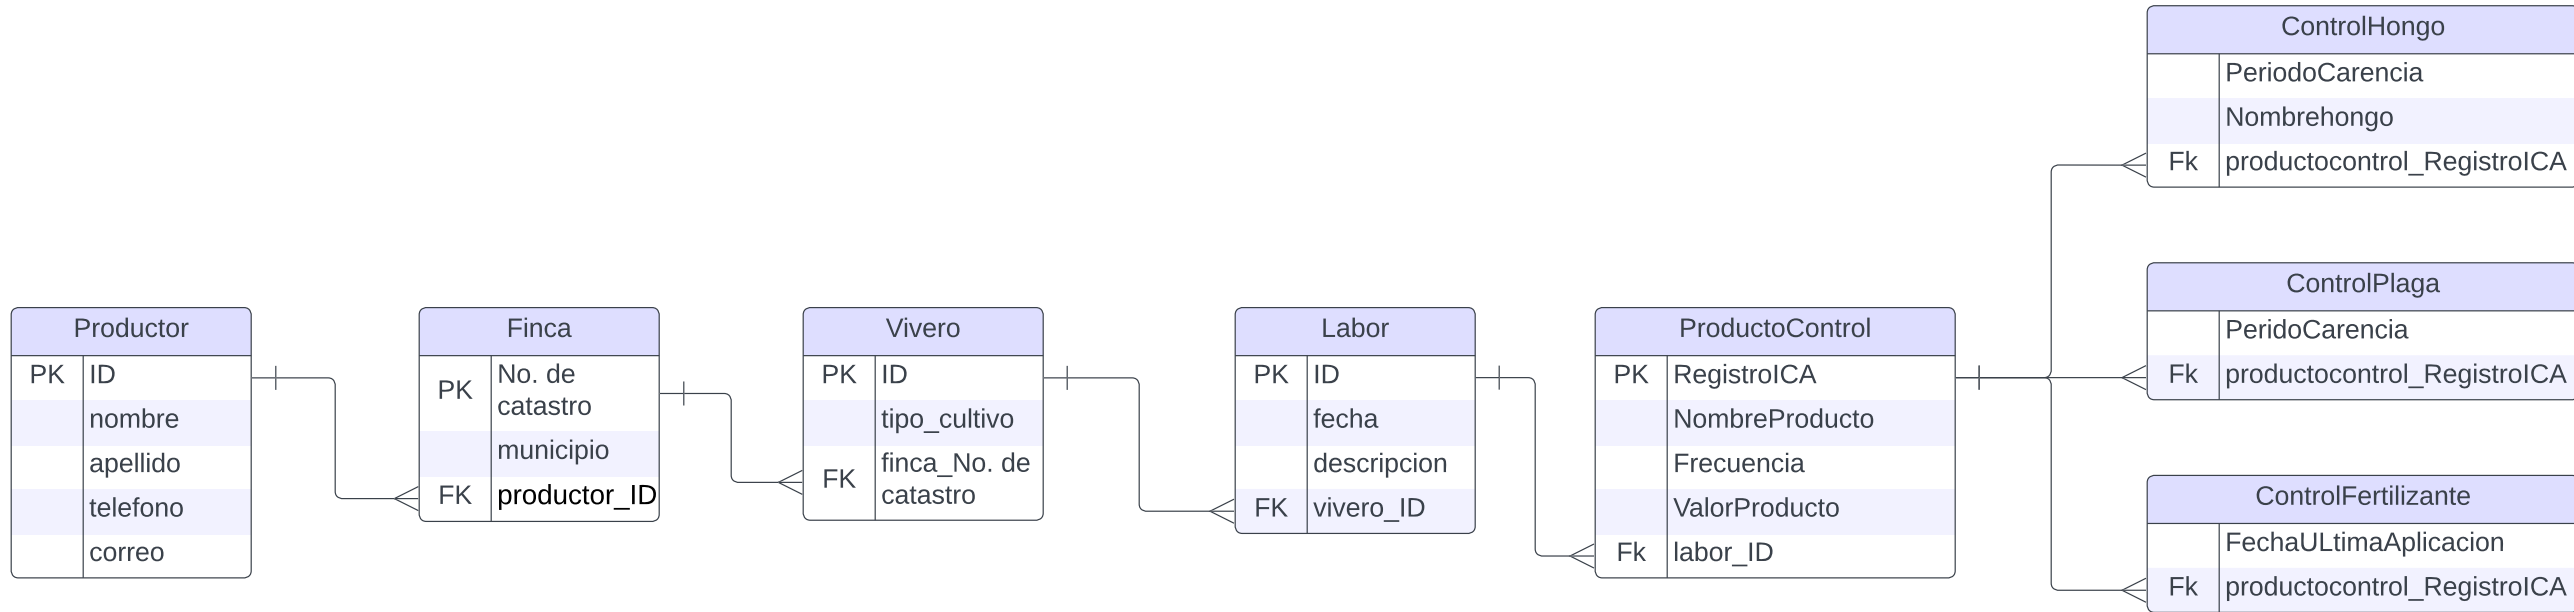 Productor
PK ID
nombre
apellido
telefono
correo
Finca
PK No. de
catastro
municipio
FK productor_ID
Vivero
PK ID
tipo_cultivo
FK finca_No. de
catastro
Labor
PK ID
fecha
descripcion
FK vivero_ID
ProductoControl
PK RegistroICA
NombreProducto
Frecuencia
ValorProducto
Fk labor_ID
ControlHongo
PeriodoCarencia
Nombrehongo
Fk productocontrol_RegistroICA
ControlPlaga
PeridoCarencia
Fk productocontrol_RegistroICA
ControlFertilizante
FechaULtimaAplicacion
Fk productocontrol_RegistroICA